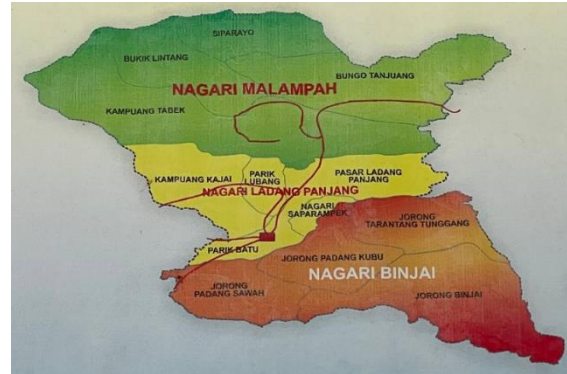 SIPARAYO
BUKIK LINTANG
BUNGO TANJUANG
NAGARI MALAMPAH
KAMPUANG TABEK
KAMPUANG KAJAI
PARIK
LUBANG
PASAR LADANG
PANJANG
NAGARI LADANG PANJANG
NAGARI
SAPARAMPEK
JORONG
TARANTANG TUNGGANG
PARIK BATU
JORONG PADANG KUBU
NAGARI BINJAI
JORONG
PADANG SAWAH
JORONG BINJAI